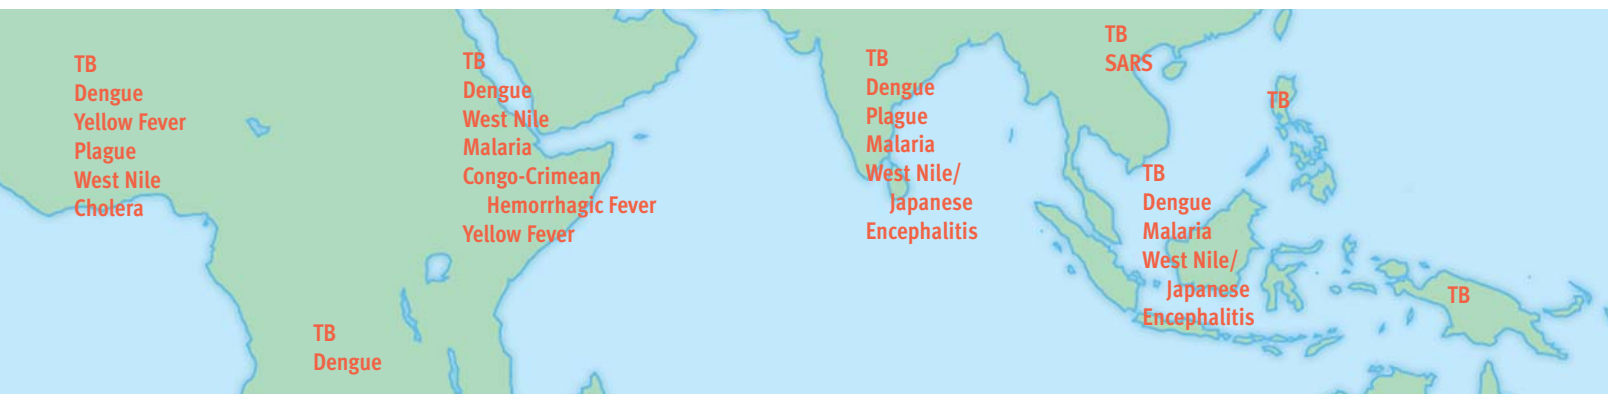 TB
Dengue
Yellow Fever
Plague
West Nile
Cholera
TB
Dengue
TB
Dengue
West Nile
Malaria
Congo-Crimean
Hemorrhagic Fever
Yellow Fever
TB
Dengue
Plague
Malaria
West Nile/
Japanese
Encephalitis
TB
SARS
TB
TB
Dengue
Malaria
West Nile/
Japanese
Encephalitis
TB